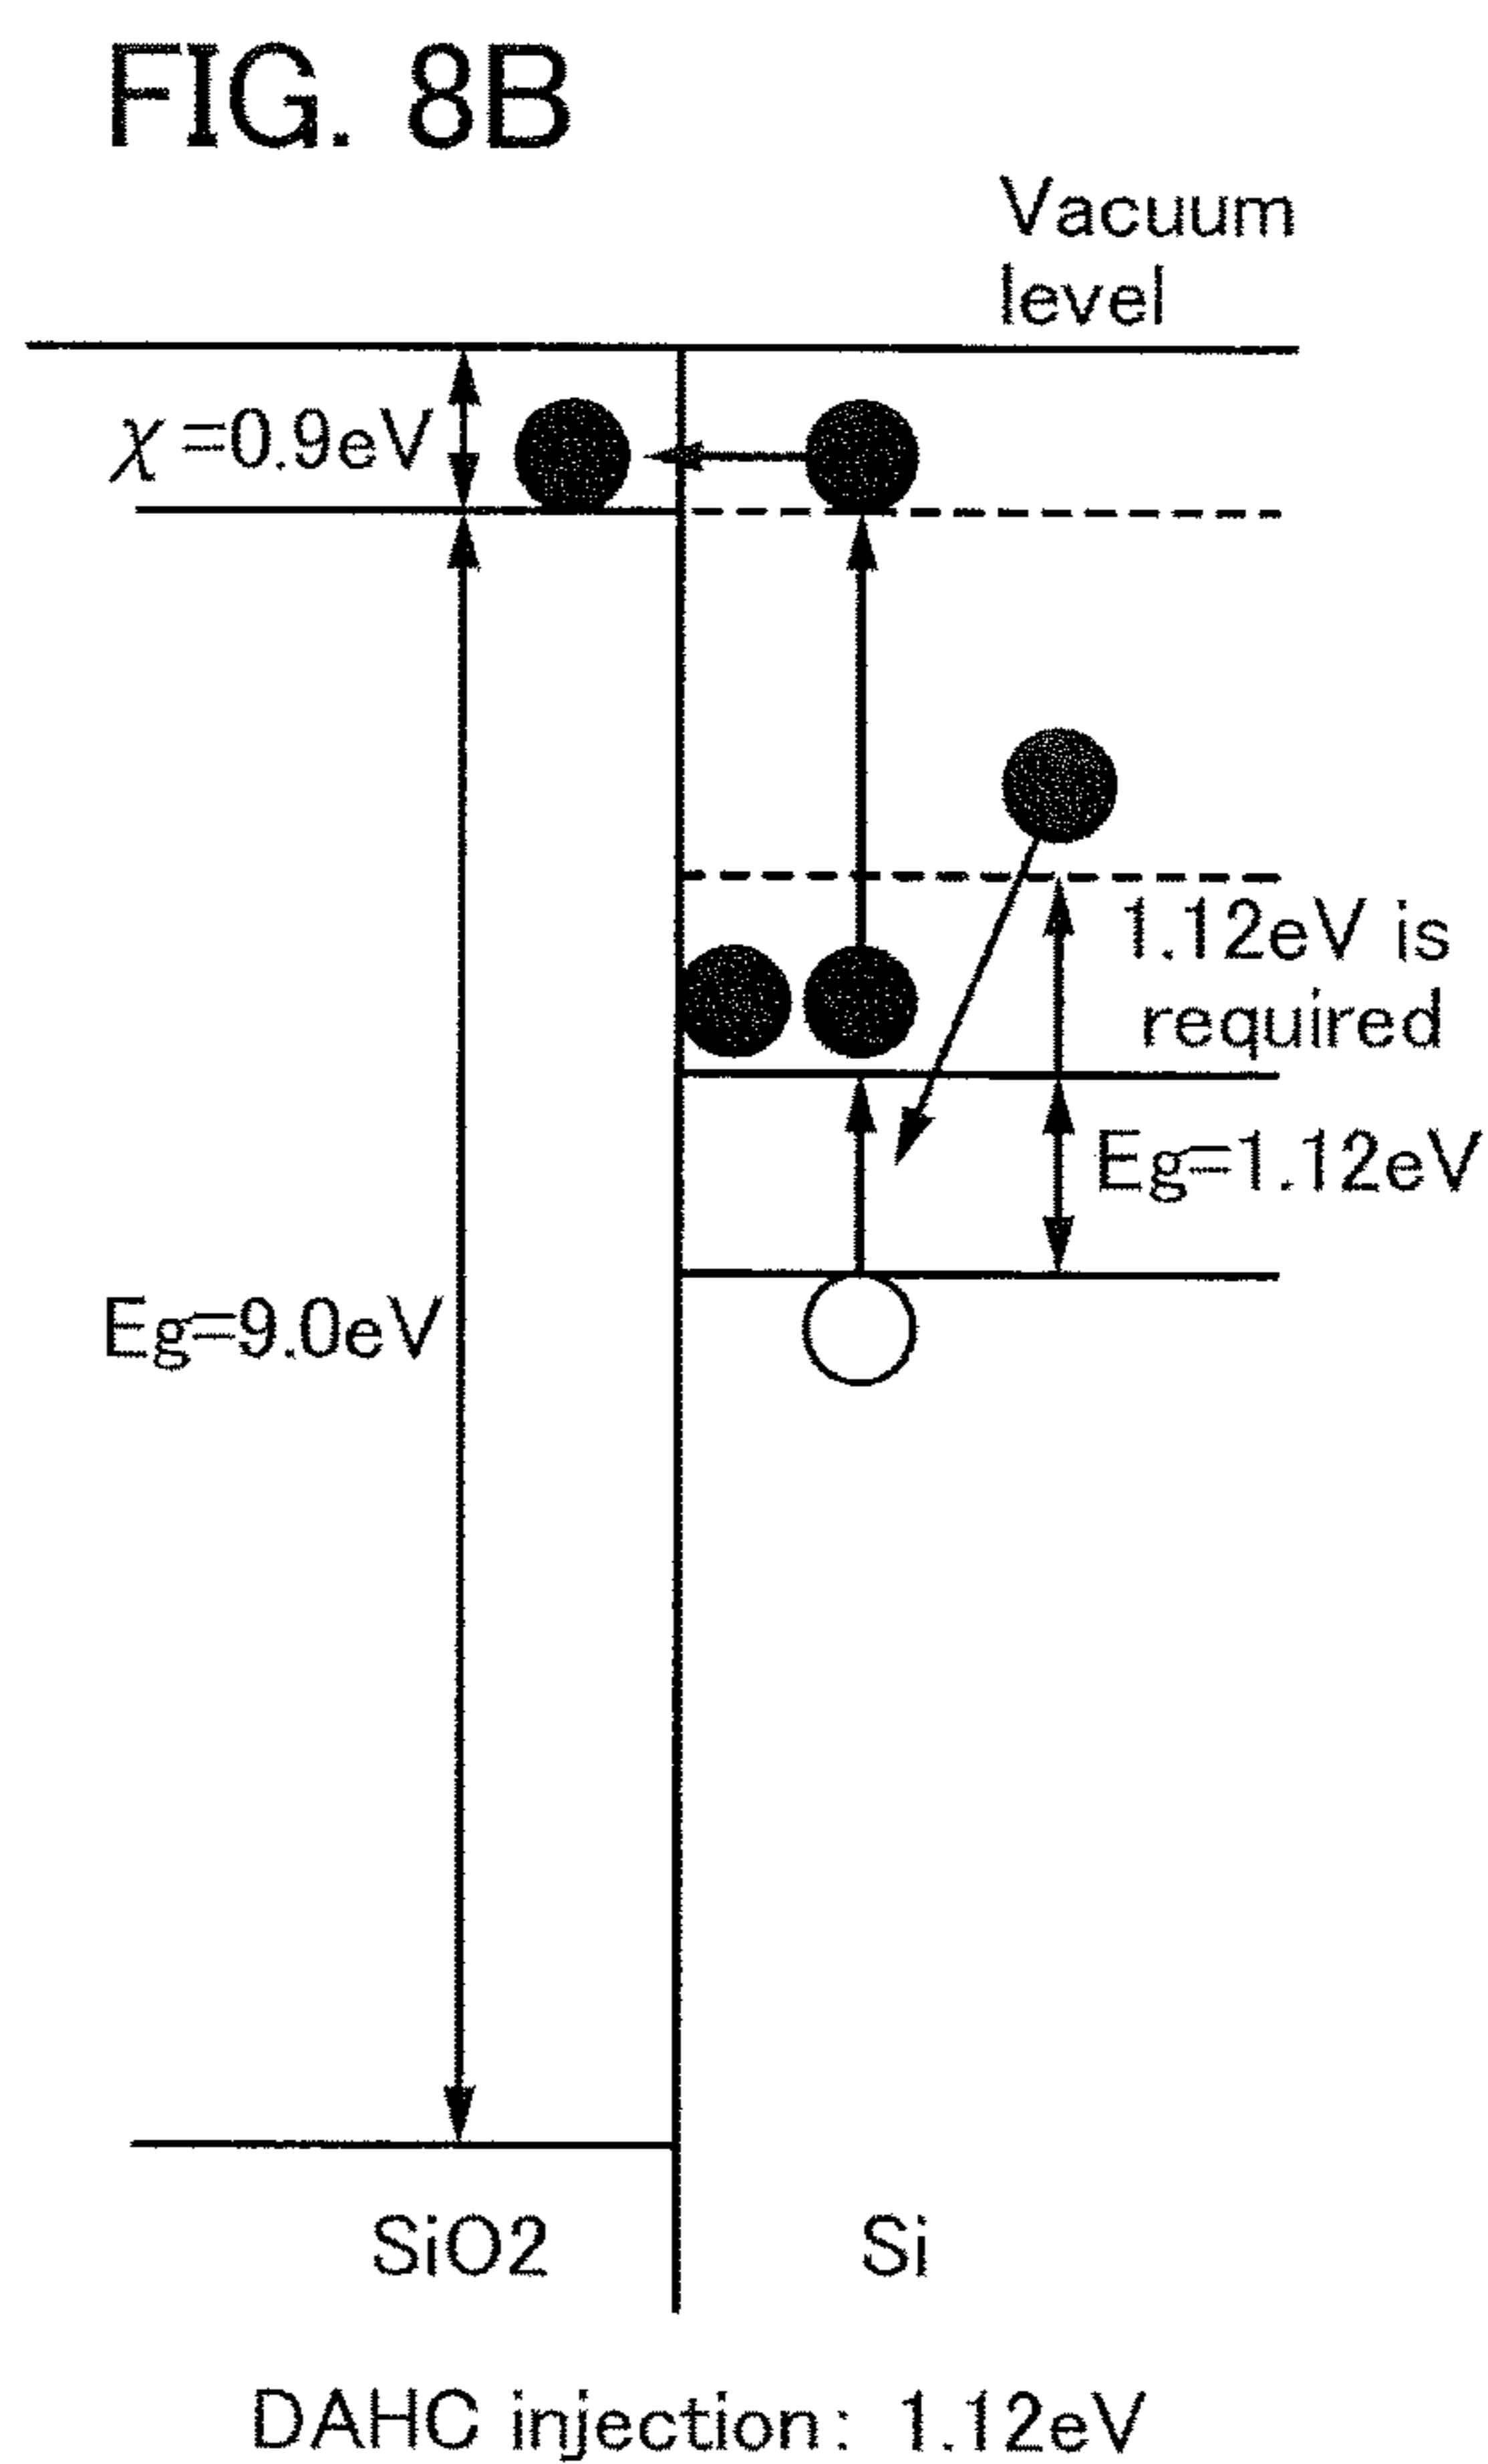 FIG. 8B
Vacuum
level
χ=0.9eV
1.12eV is
required
Eg=1.12eV
Eg=9.0eV
SiO2
Si
DAHC injection: 1.12eV